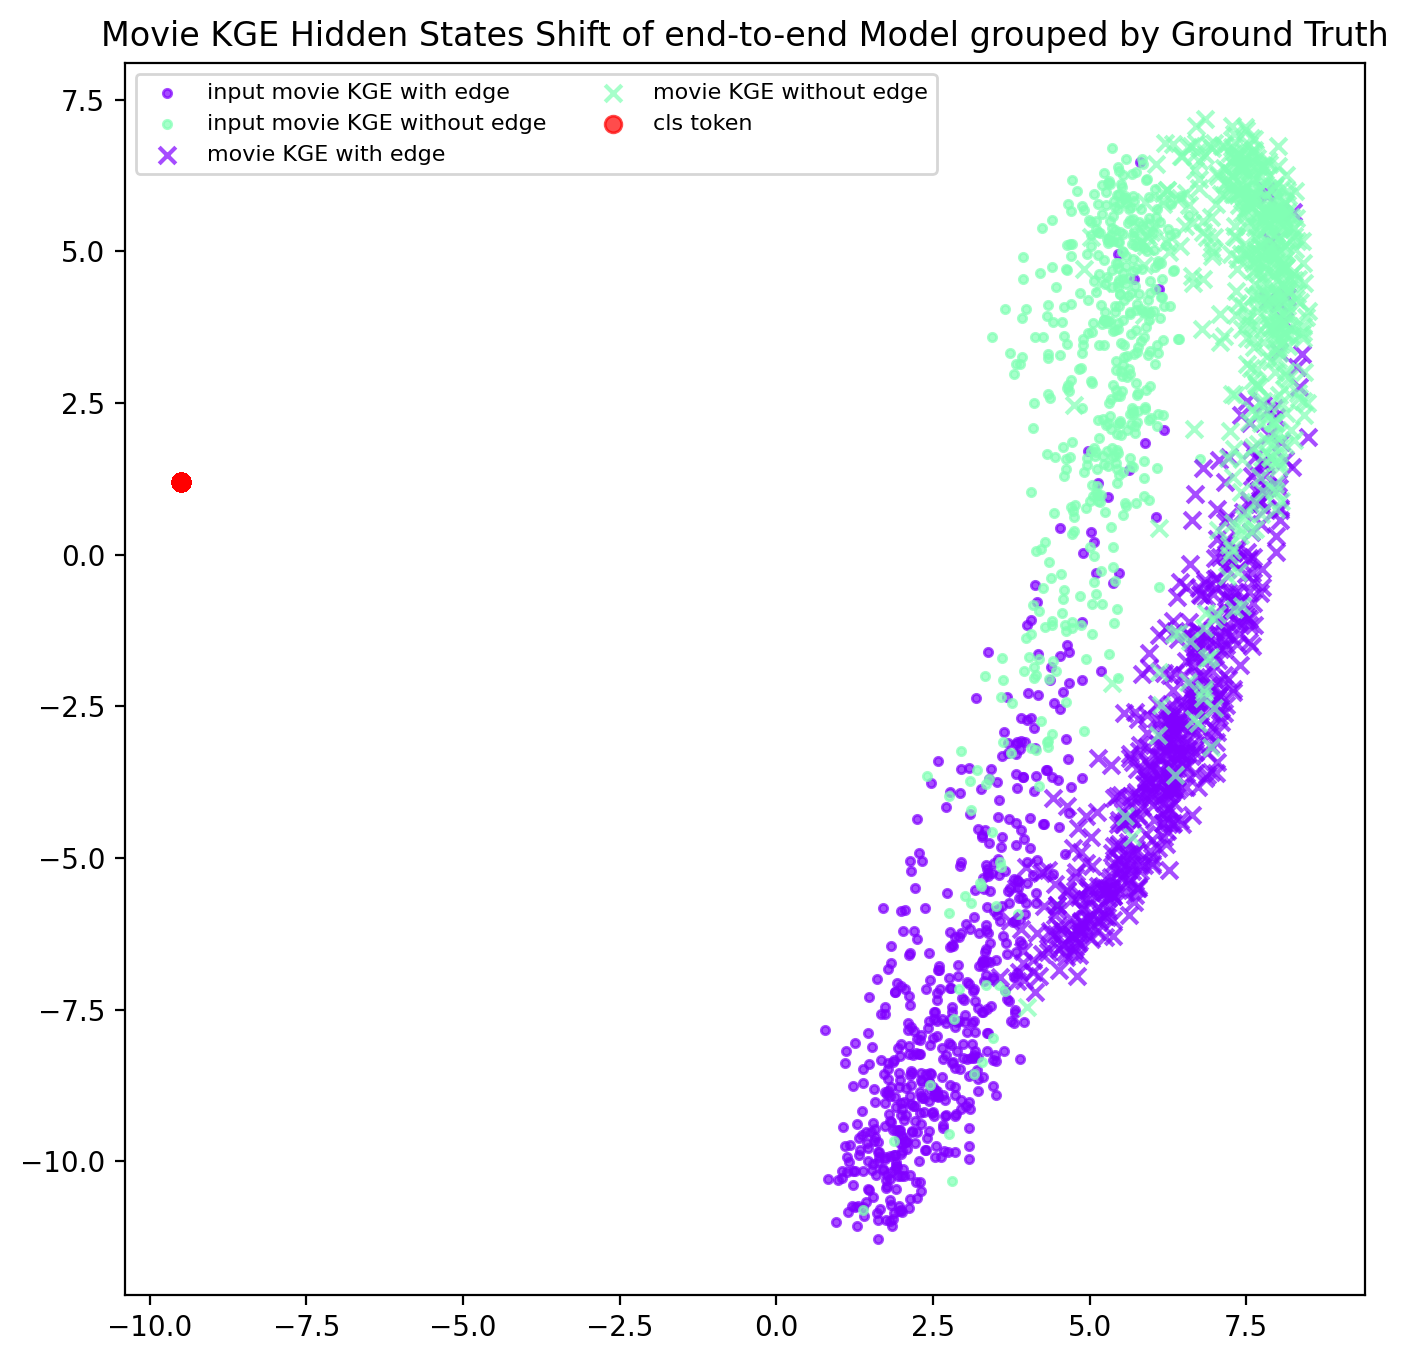 Movie KGE Hidden States Shift of end-to-end Model grouped by Ground Truth
input movie KGE with edge
input movie KGE without edge
movie KGE with edge
movie KGE without edge
cls token
7.5
5.0
2.5
0.0
−2.5
−5.0
−7.5
−10.0
−10.0 −7.5 −5.0 −2.5 0.0 2.5 5.0 7.5